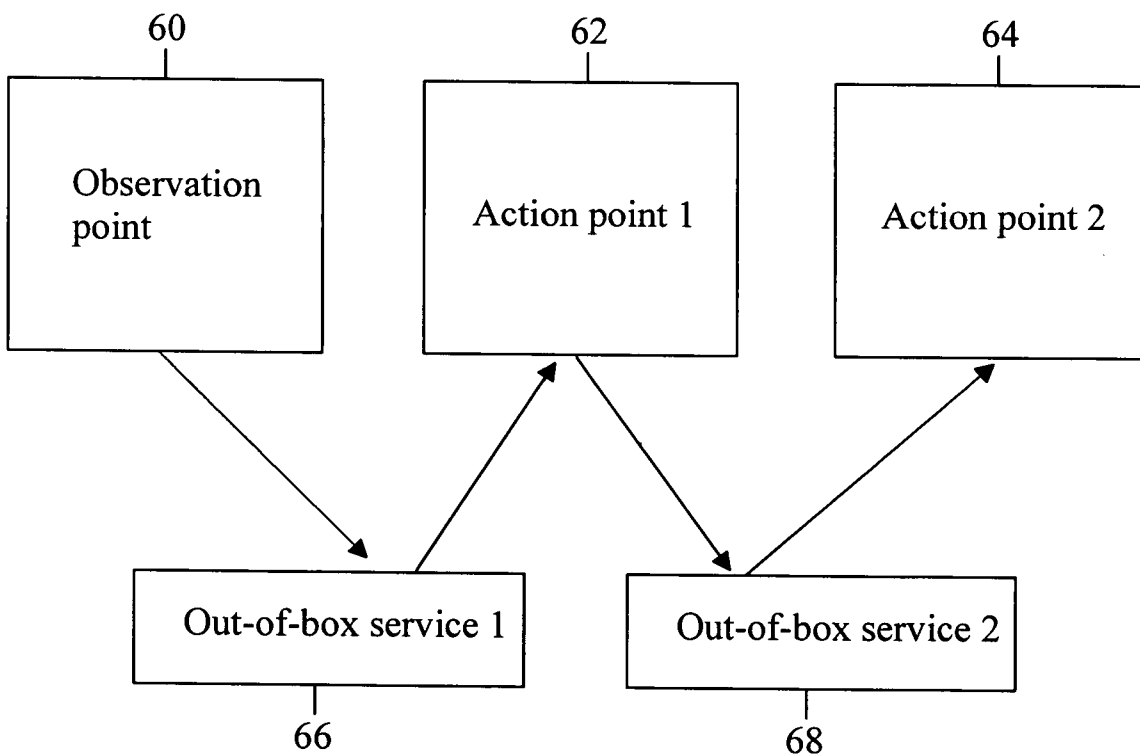 60
62
64
Observation
point
Action point 1
Action point 2
Out-of-box service 1
Out-of-box service 2
66
68